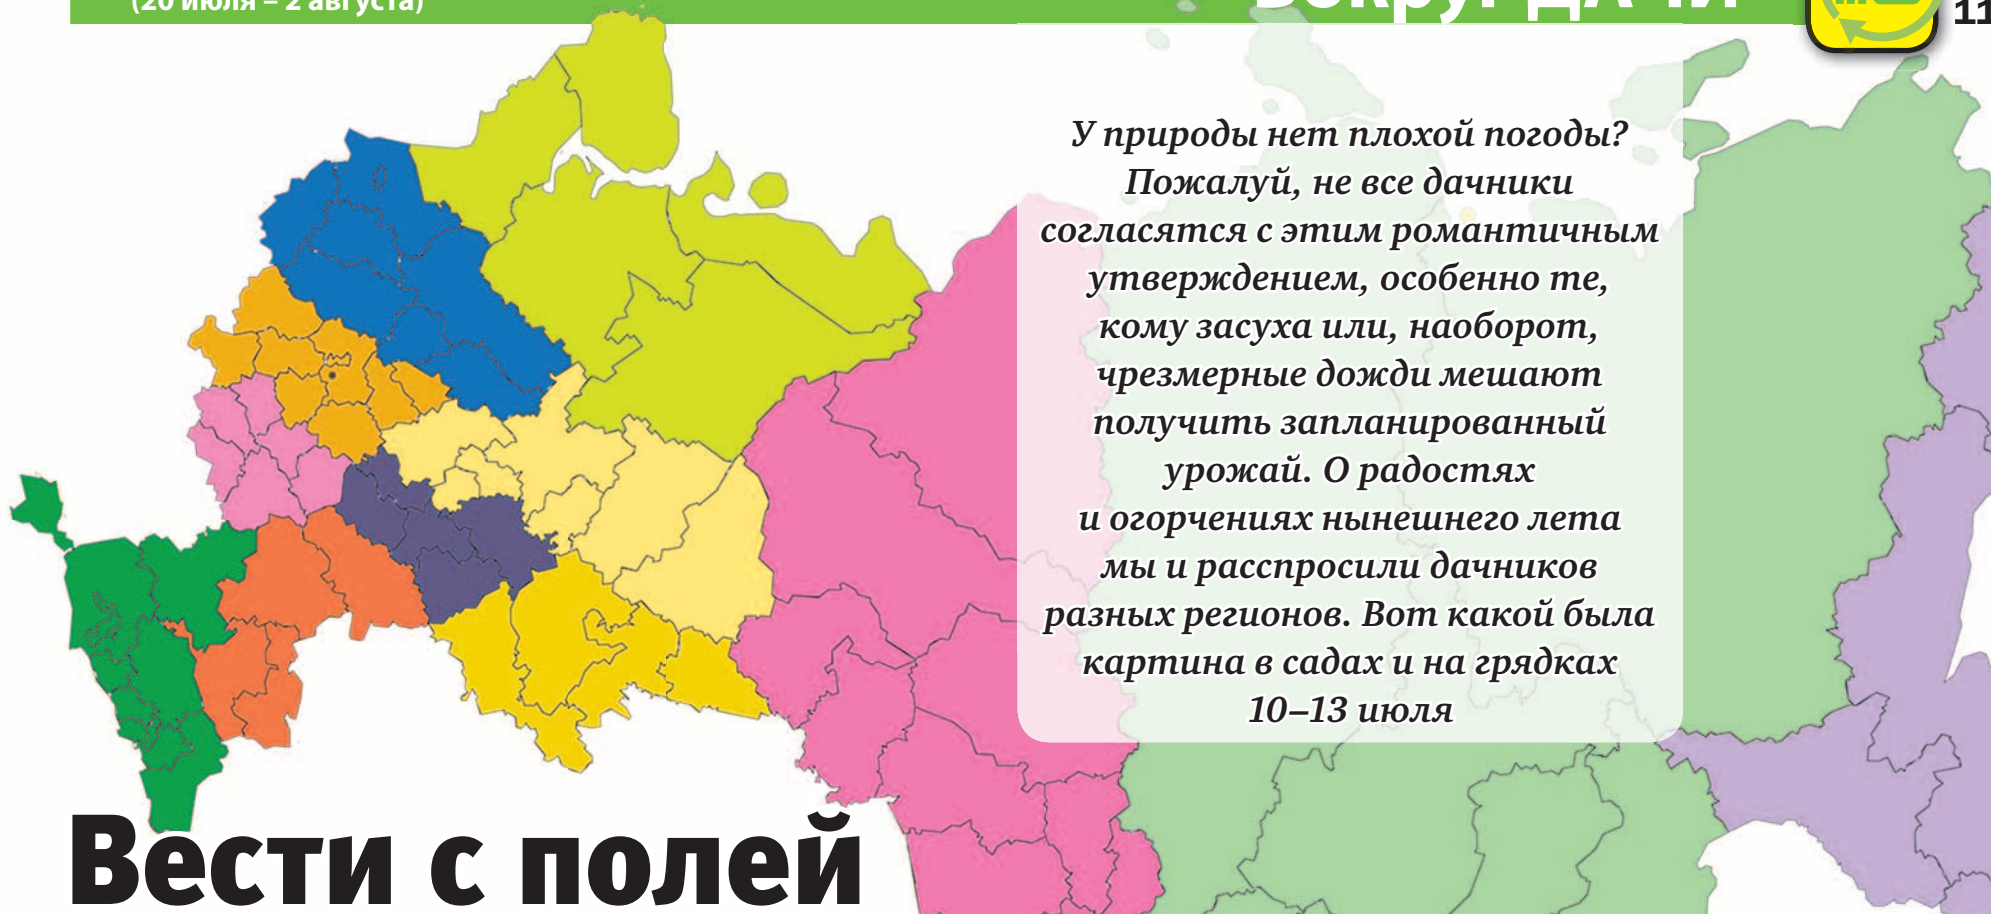 (20 июля – 2 августа)
Вокруг ДАЧИ
11
У природы нет плохой погоды?
Пожалуй, не все дачники
согласятся с этим романтичным
утверждением, особенно те,
кому засуха или, наоборот,
чрезмерные дожди мешают
получить запланированный
урожай. О радостях
и огорчениях нынешнего лета
мы и расспросили дачников
разных регионов. Вот какой была
картина в садах и на грядках
10–13 июля
Вести с полей